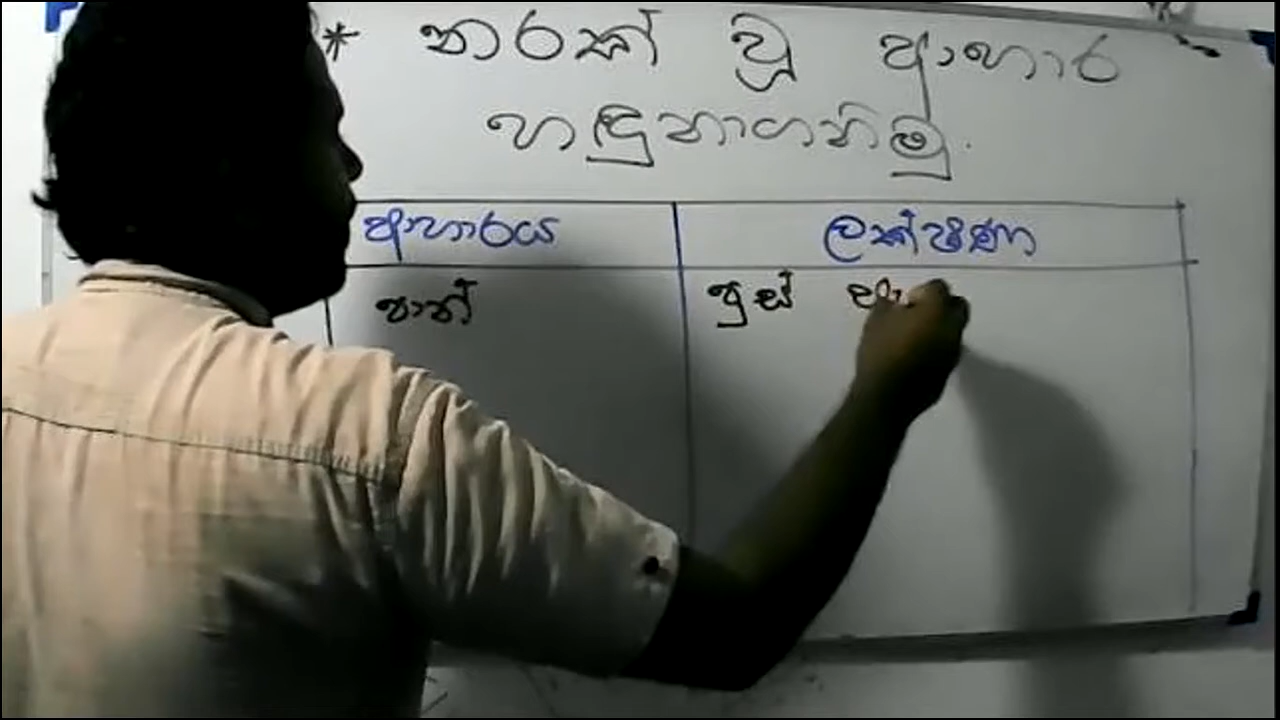 * නරක් වූ ආහාර
හඳුනාගනිමු.
ආහාරය ලක්ෂණ
පාන් පුස්